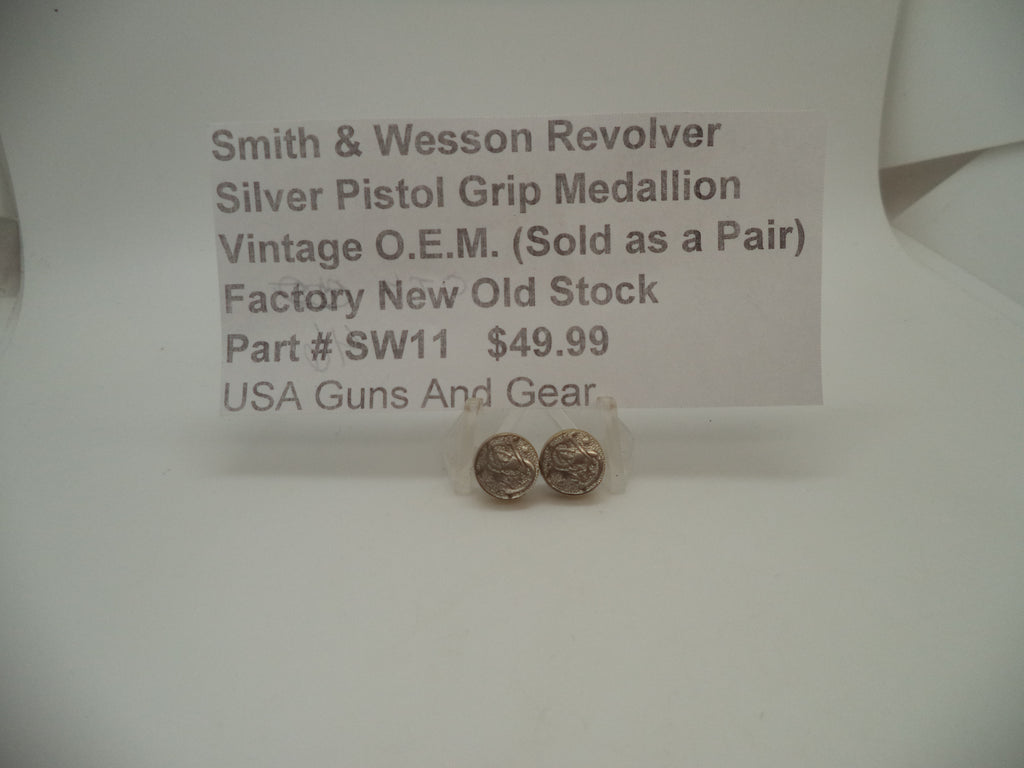 Smith & Wesson Revolver
Silver Pistol Grip Medallion
Vintage O.E.M. (Sold as a Pair)
Factory New Old Stock
Part # SW11 $49.99
USA Guns And Gear